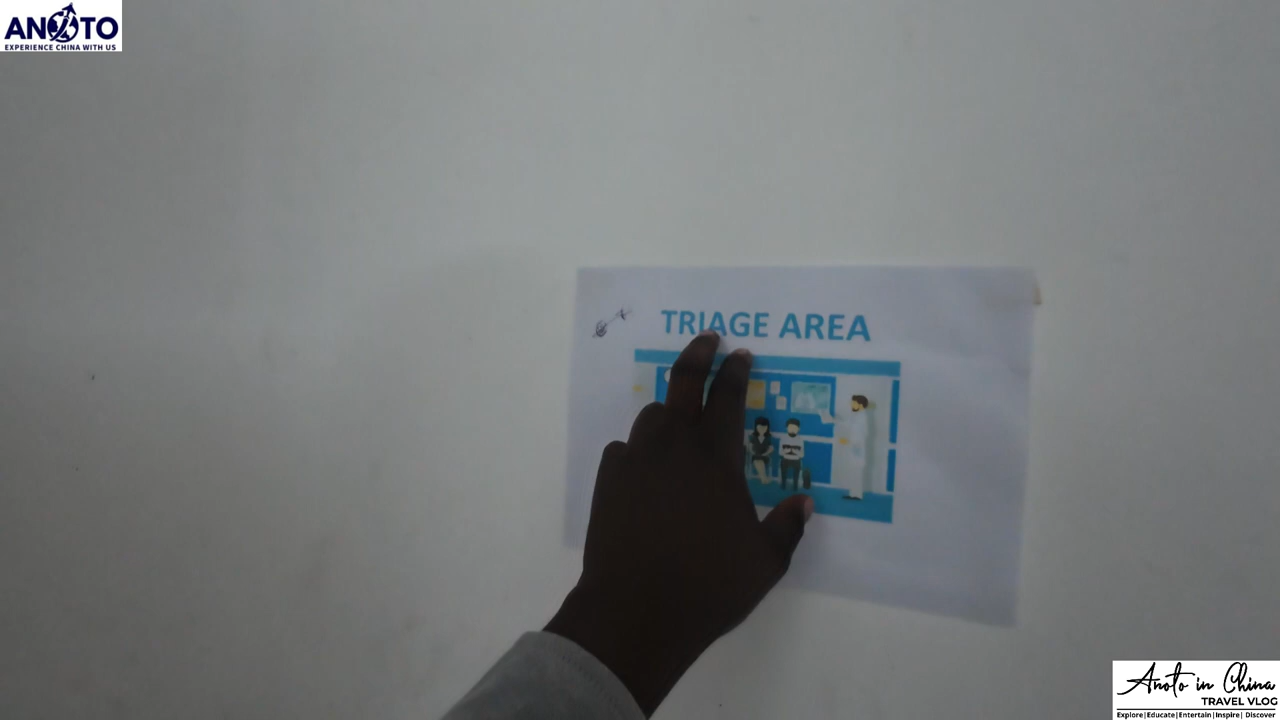 ANOTO
EXPERIENCE CHINA WITH US
TRIAGE AREA
Anoto in China
TRAVEL VLOG
Explore|Educate|Entertain|Inspire| Discover